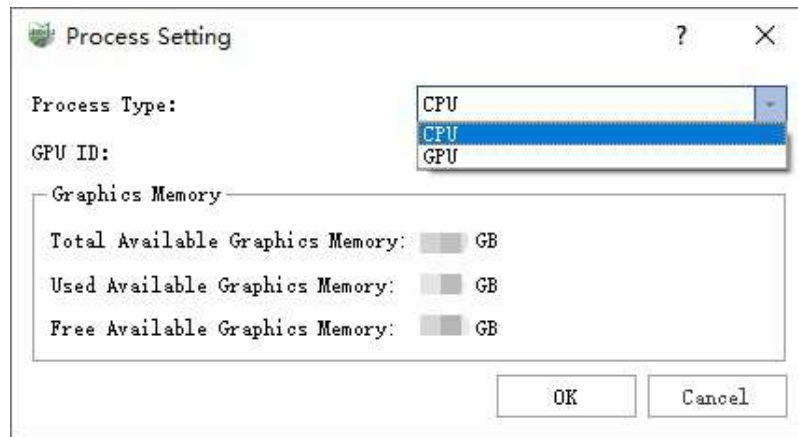 Process Setting ? X
Process Type: CPU
CPU
GPU ID: GPU
Graphics Memory
Total Available Graphics Memory: GB
Used Available Graphics Memory: GB
Free Available Graphics Memory: GB
OK Cancel